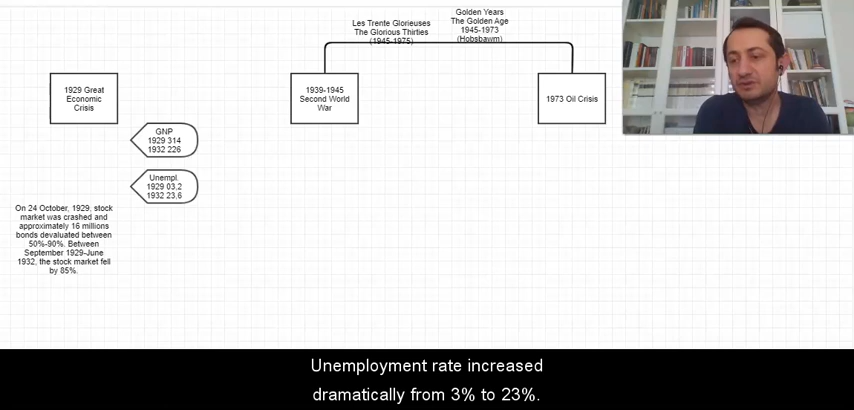 Les Trente Glorieuses
The Glorious Thirties
(1945-1975)
Golden Years
The Golden Age
1945-1973
(Hobsbawm)
1929 Great
Economic
Crisis
1939-1945
Second World
War
1973 Oil Crisis
GNP
1929 314
1932 226
Unempl.
1929 03,2
1932 23,6
On 24 October, 1929, stock
market was crashed and
approximately 16 millions
bonds devaluated between
50%-90%. Between
September 1929-June
1932, the stock market fell
by 85%.
Unemployment rate increased
dramatically from 3% to 23%.